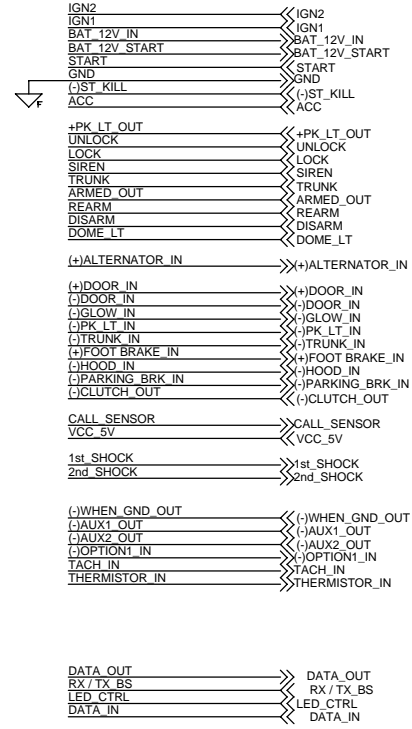 IGN2 IGN2
IGN1 IGN1
BAT_12V_IN BAT_12V_IN
BAT_12V_START BAT_12V_START
START START
GND GND
(-)ST_KILL (-)ST_KILL
ACC ACC
F
+PK_LT_OUT +PK_LT_OUT
UNLOCK UNLOCK
LOCK LOCK
SIREN SIREN
TRUNK TRUNK
ARMED_OUT ARMED_OUT
REARM REARM
DISARM DISARM
DOME_LT DOME_LT
(+)ALTERNATOR_IN (+)ALTERNATOR_IN
(+)DOOR_IN (+)DOOR_IN
(-)DOOR_IN (-)DOOR_IN
(-)GLOW_IN (-)GLOW_IN
(-)PK_LT_IN (-)PK_LT_IN
(-)TRUNK_IN (-)TRUNK_IN
(+)FOOT BRAKE_IN (+)FOOT BRAKE_IN
(-)HOOD_IN (-)HOOD_IN
(-)PARKING_BRK_IN (-)PARKING_BRK_IN
(-)CLUTCH_OUT (-)CLUTCH_OUT
CALL_SENSOR CALL_SENSOR
VCC_5V VCC_5V
1st_SHOCK 1st_SHOCK
2nd_SHOCK 2nd_SHOCK
(-)WHEN_GND_OUT (-)WHEN_GND_OUT
(-)AUX1_OUT (-)AUX1_OUT
(-)AUX2_OUT (-)AUX2_OUT
(-)OPTION1_IN (-)OPTION1_IN
TACH_IN TACH_IN
THERMISTOR_IN THERMISTOR_IN
DATA_OUT DATA_OUT
RX / TX_BS RX / TX_BS
LED_CTRL LED_CTRL
DATA_IN DATA_IN